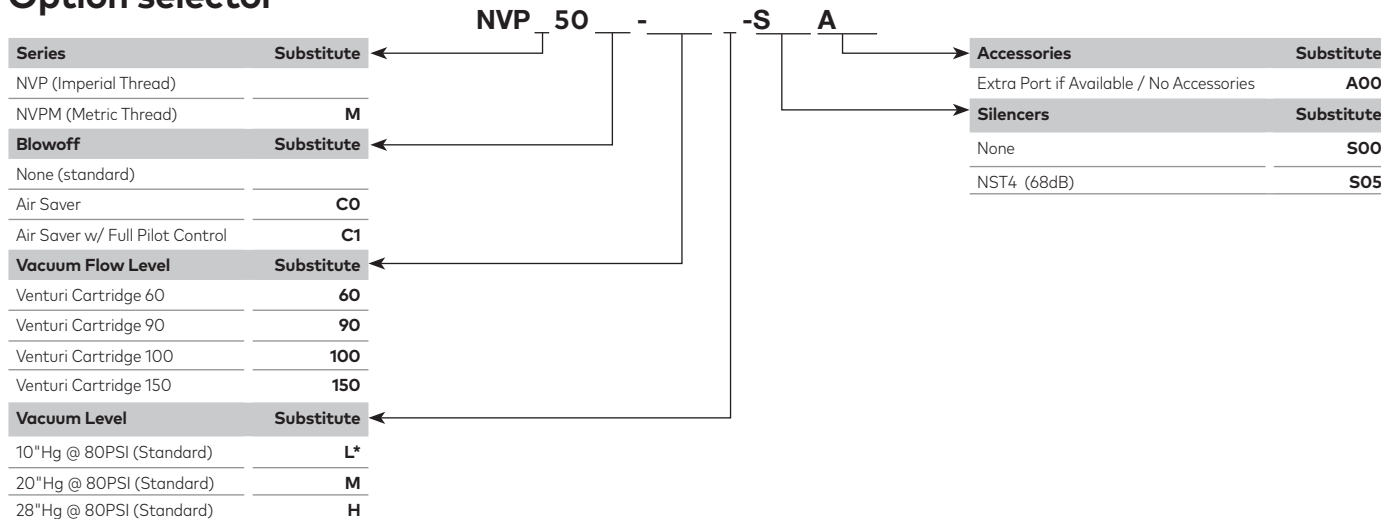 Option selector
NVP _ 50 ___ - ____ _ -S __ A __
Series Substitute
NVP (Imperial Thread)
NVPM (Metric Thread) M
Blowoff Substitute
None (standard)
Air Saver C0
Air Saver w/ Full Pilot Control C1
Vacuum Flow Level Substitute
Venturi Cartridge 60 60
Venturi Cartridge 90 90
Venturi Cartridge 100 100
Venturi Cartridge 150 150
Vacuum Level Substitute
10"Hg @ 80PSI (Standard) L*
20"Hg @ 80PSI (Standard) M
28"Hg @ 80PSI (Standard) H
Accessories Substitute
Extra Port if Available / No Accessories A00
Silencers Substitute
None S00
NST4 (68dB) S05